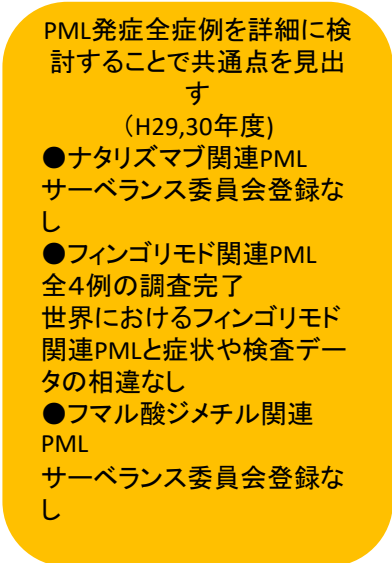 PML発症全症例を詳細に検
討することで共通点を見出
す
（H29,30年度)
●ナタリズマブ関連PML
サーベランス委員会登録な
し
●フィンゴリモド関連PML
全４例の調査完了
世界におけるフィンゴリモド
関連PMLと症状や検査デー
タの相違なし
●フマル酸ジメチル関連
PML
サーベランス委員会登録な
し